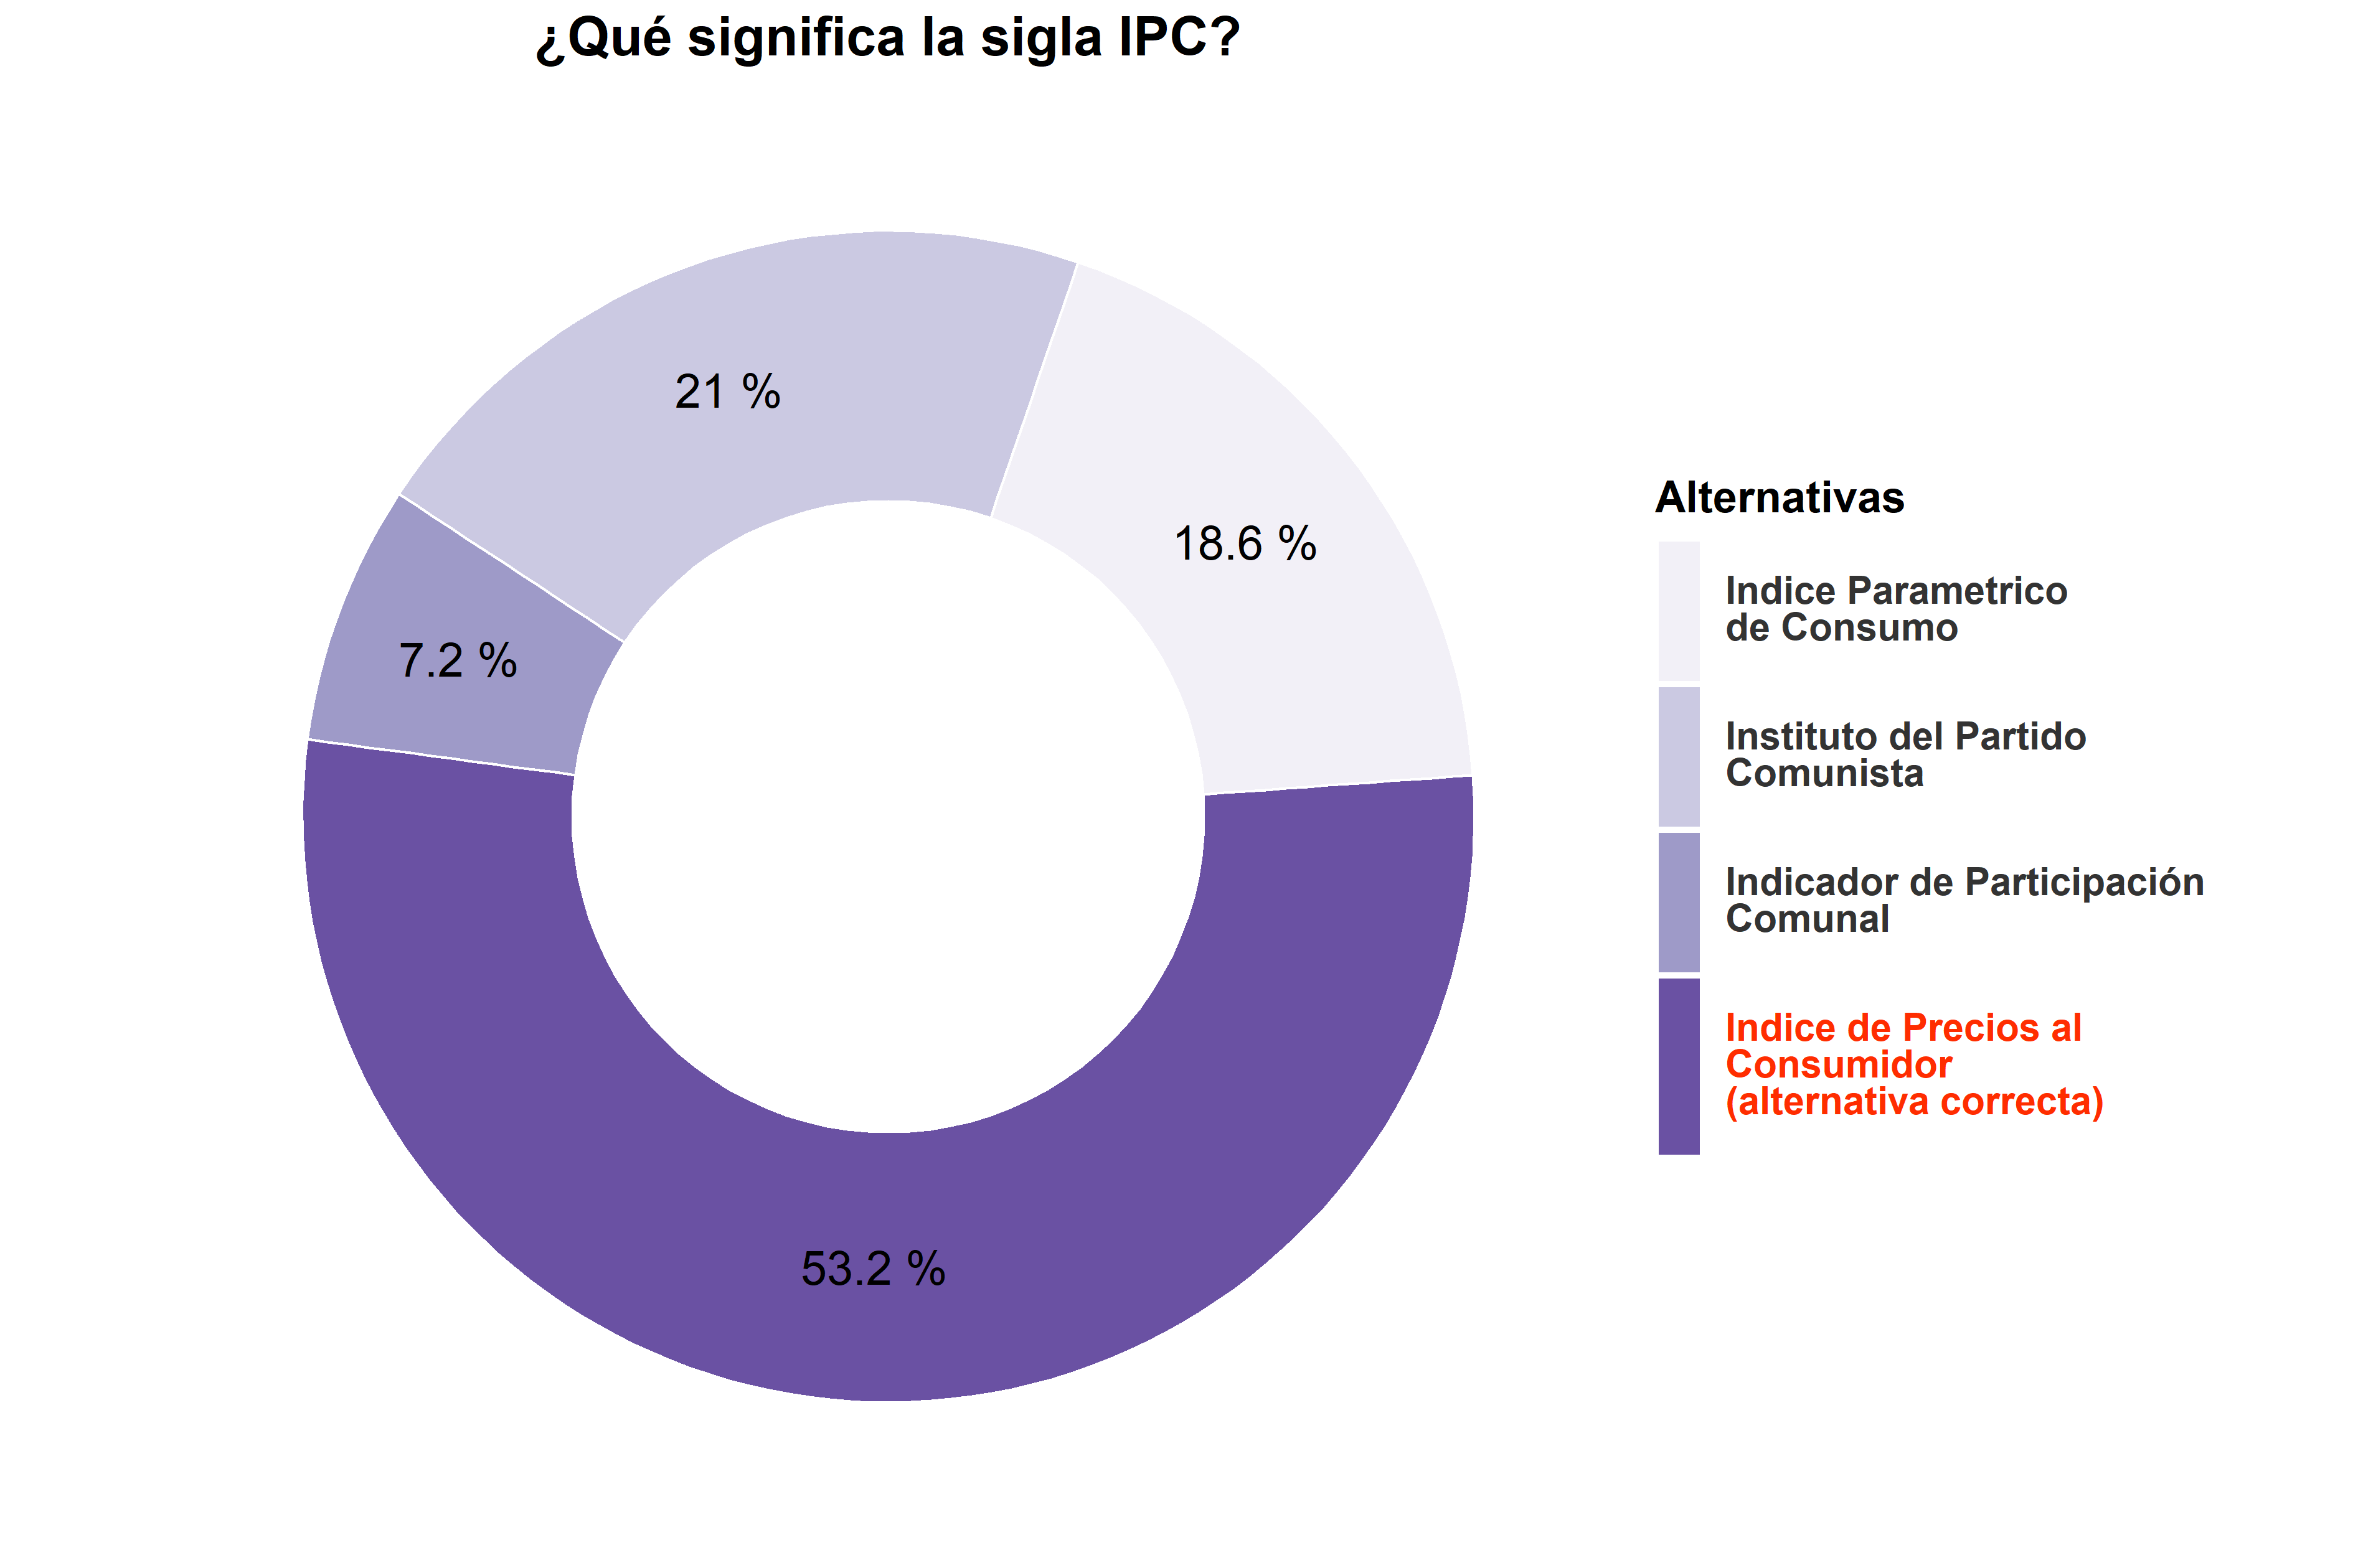 ¿Qué significa la sigla IPC?
21 %
18.6 %
7.2 %
53.2 %
Alternativas
Indice Parametrico
de Consumo
Instituto del Partido
Comunista
Indicador de Participación
Comunal
Indice de Precios al
Consumidor
(alternativa correcta)